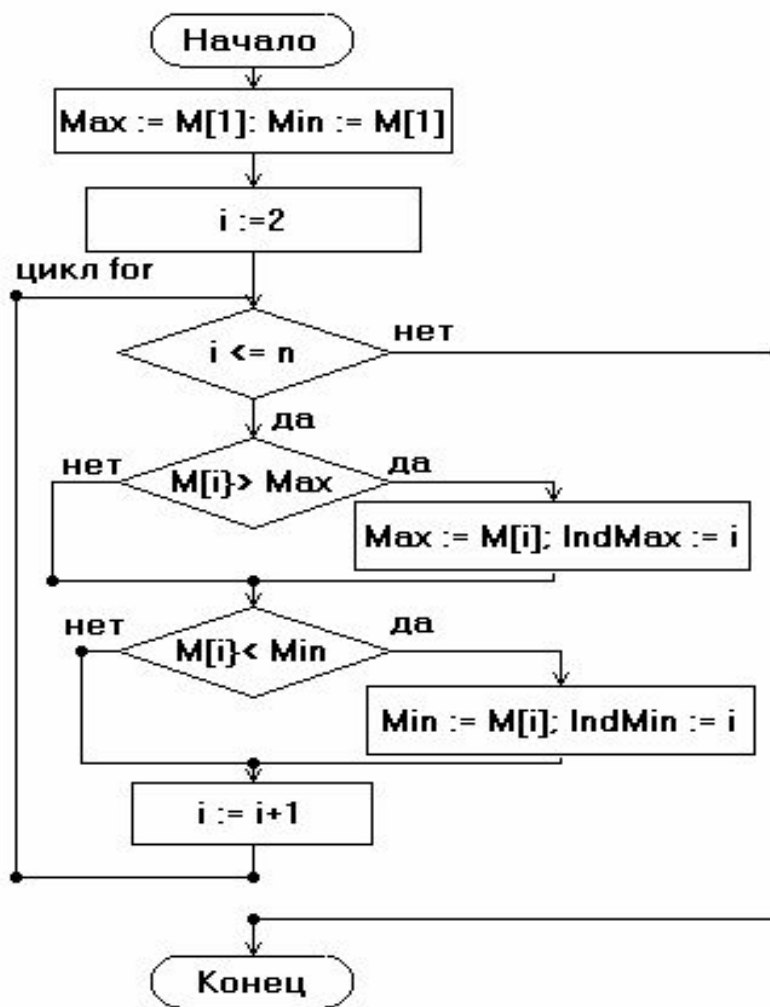 Начало
Max := M[1]: Min := M[1]
i :=2
цикл for
i <= n
нет
да
нет
M[i}> Max
да
Max := M[i]; IndMax := i
нет
M[i}< Min
да
Min := M[i]; IndMin := i
i := i+1
Конец